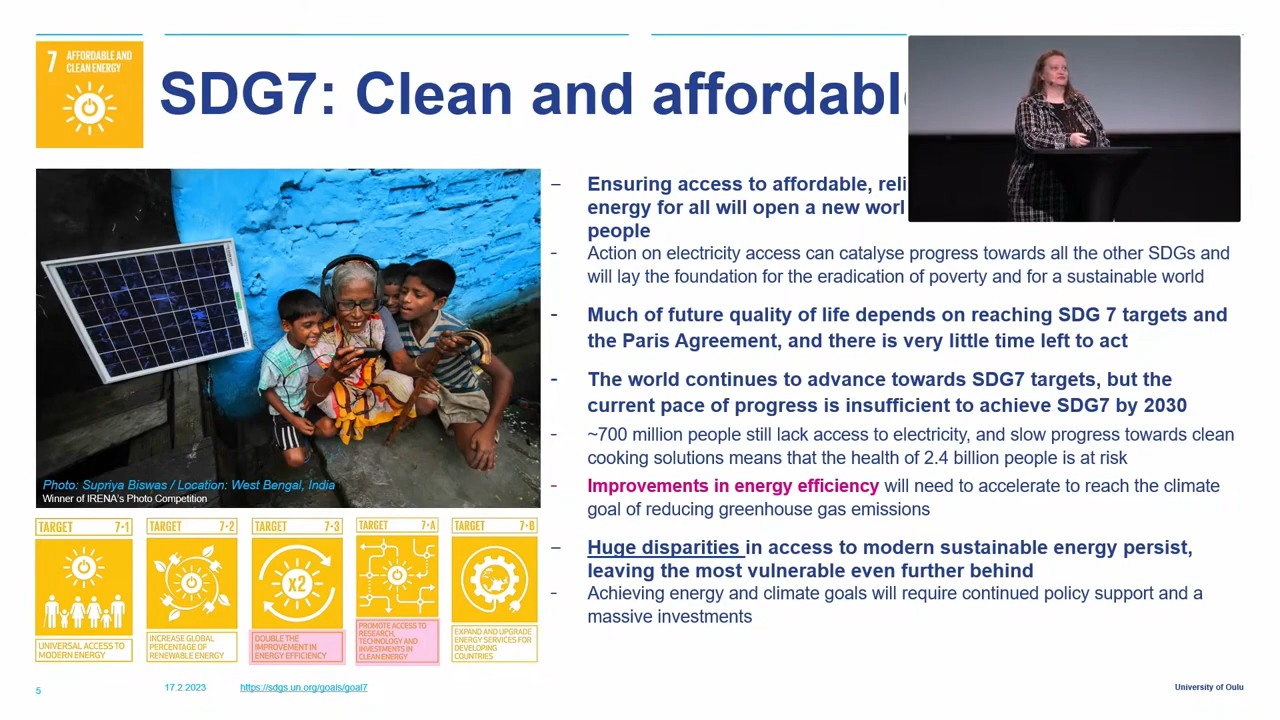 7 AFFORDABLE AND
CLEAN ENERGY
SDG7: Clean and affordabl
– Ensuring access to affordable, reli
energy for all will open a new worl
people
- Action on electricity access can catalyse progress towards all the other SDGs and
will lay the foundation for the eradication of poverty and for a sustainable world
- Much of future quality of life depends on reaching SDG 7 targets and
the Paris Agreement, and there is very little time left to act
- The world continues to advance towards SDG7 targets, but the
current pace of progress is insufficient to achieve SDG7 by 2030
- ~700 million people still lack access to electricity, and slow progress towards clean
cooking solutions means that the health of 2.4 billion people is at risk
- Improvements in energy efficiency will need to accelerate to reach the climate
goal of reducing greenhouse gas emissions
– Huge disparities in access to modern sustainable energy persist,
leaving the most vulnerable even further behind
- Achieving energy and climate goals will require continued policy support and a
massive investments
Photo: Supriya Biswas / Location: West Bengal, India
Winner of IRENA's Photo Competition
TARGET 7·1
UNIVERSAL ACCESS TO
MODERN ENERGY
TARGET 7·2
INCREASE GLOBAL
PERCENTAGE OF
RENEWABLE ENERGY
TARGET 7·3
x2
DOUBLE THE
IMPROVEMENT IN
ENERGY EFFICIENCY
TARGET 7·A
PROMOTE ACCESS TO
RESEARCH,
TECHNOLOGY AND
INVESTMENTS IN
CLEAN ENERGY
TARGET 7·B
EXPAND AND UPGRADE
ENERGY SERVICES FOR
DEVELOPING
COUNTRIES
5
17.2.2023
https://sdgs.un.org/goals/goal7
University of Oulu